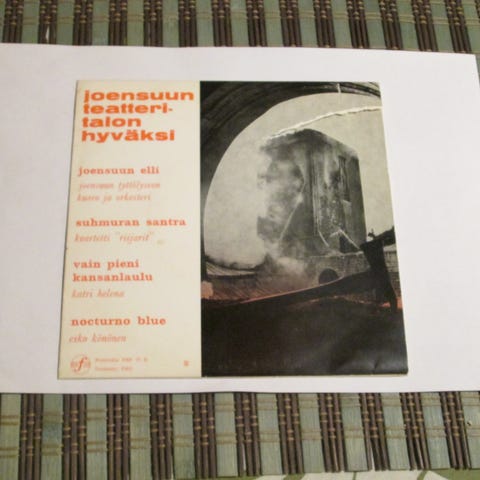 joensuun
teatteri-
talon
hyväksi
joensuun elli
joensuun tyttölyseon
kuoro ja orkesteri
suhmuran santra
kvartetti "riijarit"
vain pieni
kansanlaulu
katri helena
nocturno blue
esko könönen